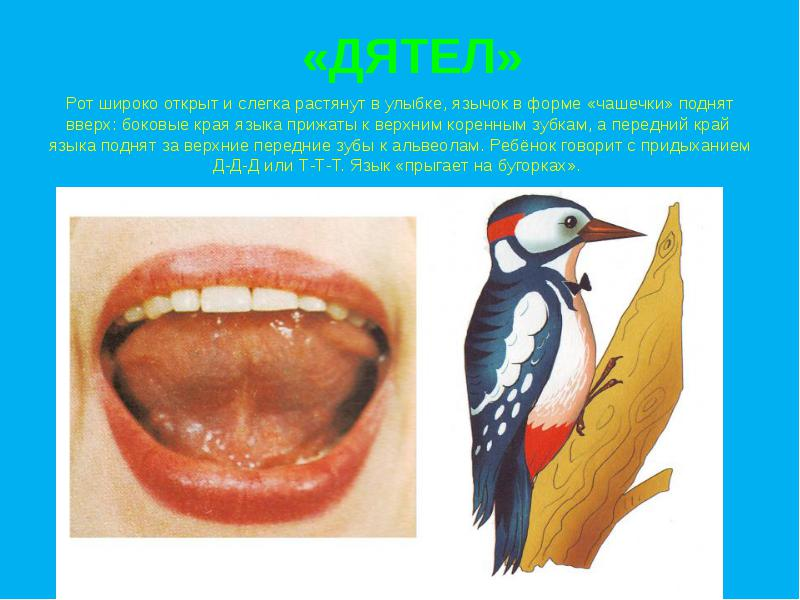 «ДЯТЕЛ»
Рот широко открыт и слегка растянут в улыбке, язычок в форме «чашечки» поднят
вверх: боковые края языка прижаты к верхним коренным зубкам, а передний край
языка поднят за верхние передние зубы к альвеолам. Ребёнок говорит с придыханием
Д-Д-Д или Т-Т-Т. Язык «прыгает на бугорках».